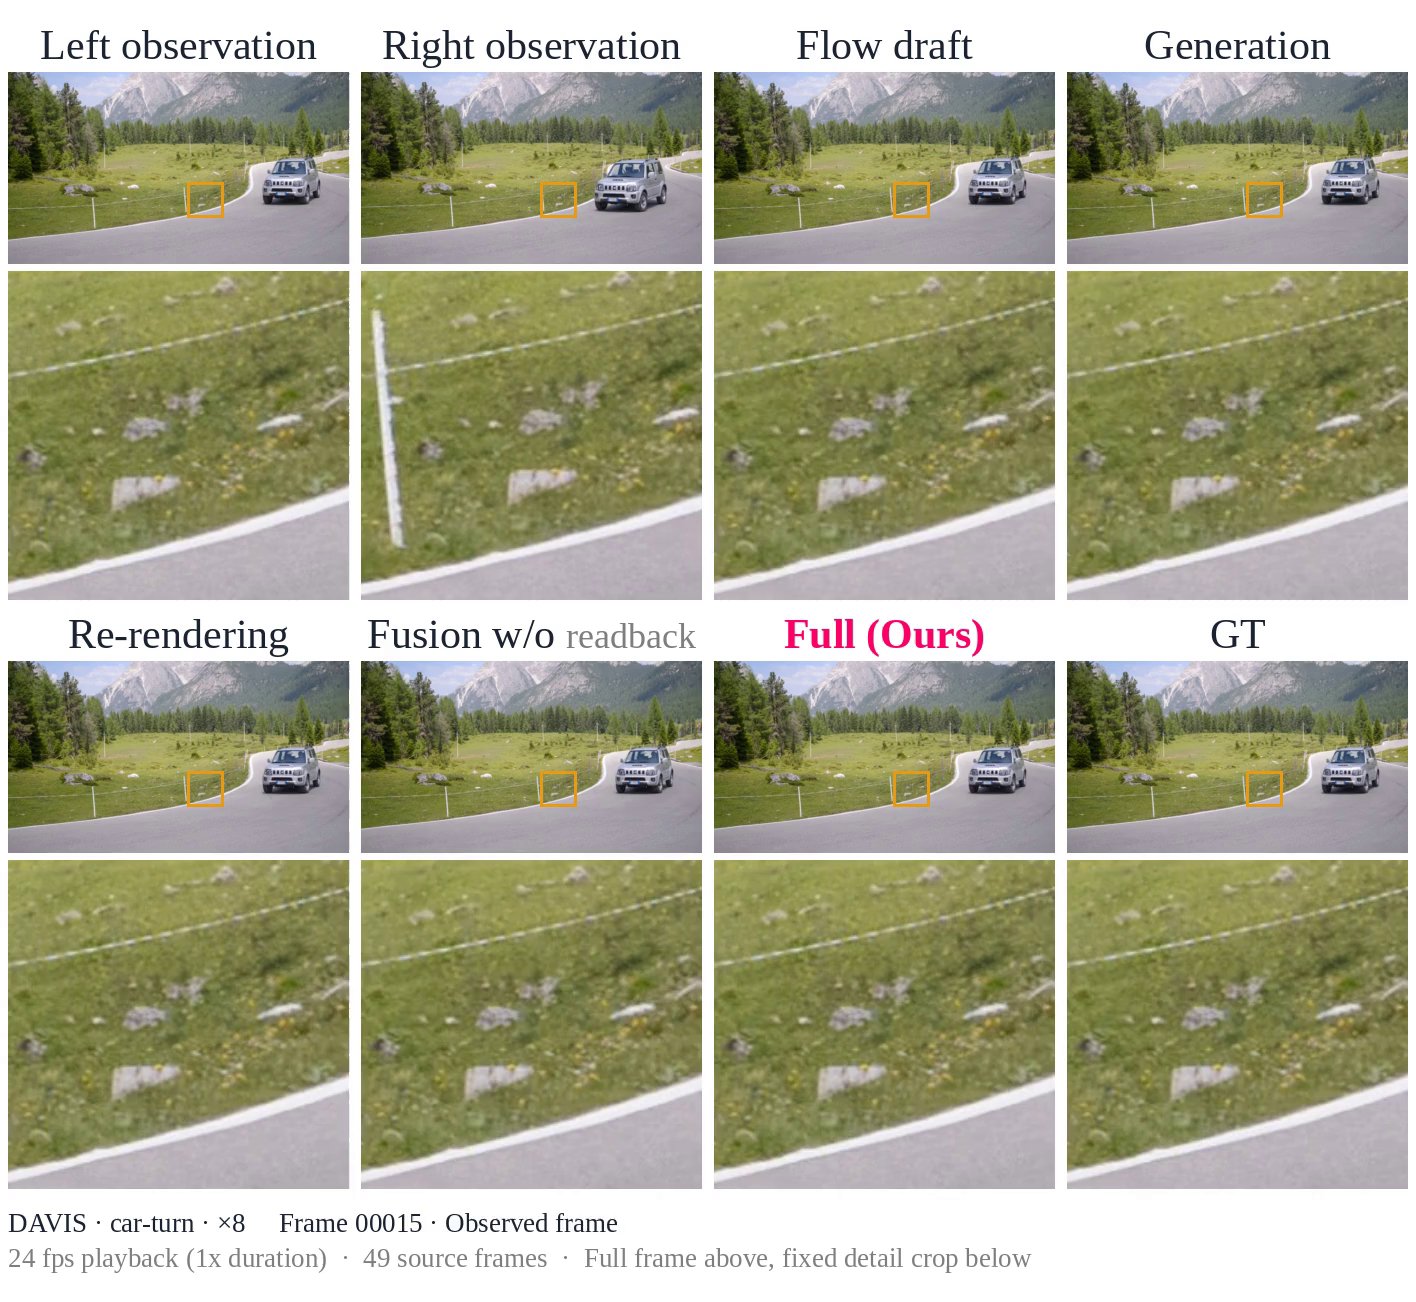 Left observation
Right observation
Flow draft
Generation
Re-rendering
Fusion w/o readback
Full (Ours)
GT
DAVIS · car-turn · ×8 Frame 00015 · Observed frame
24 fps playback (1x duration) · 49 source frames · Full frame above, fixed detail crop below